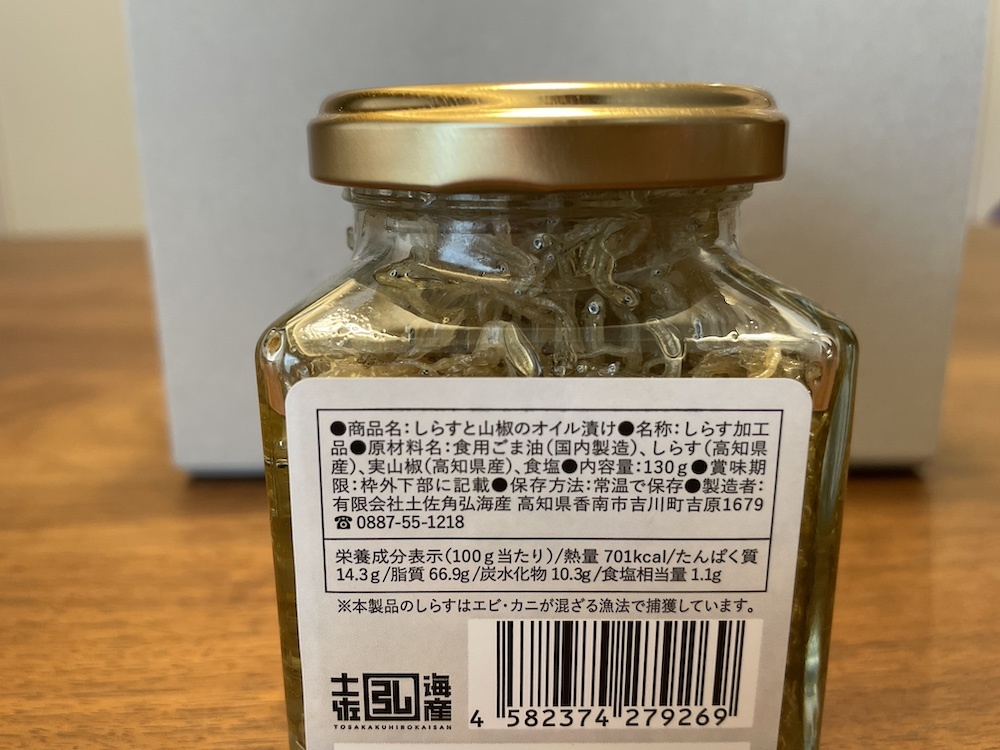 ●商品名：しらすと山椒のオイル漬け●名称：しらす加工
品●原材料名：食用ごま油（国内製造）、しらす（高知県
産）、実山椒（高知県産）、食塩●内容量：130g●賞味期
限：枠外下部に記載●保存方法：常温で保存●製造者：
有限会社土佐角弘海産 高知県香南市吉川町吉原1679
☎0887-55-1218
栄養成分表示（100g当たり）/熱量 701kcal/たんぱく質
14.3g/脂質 66.9g/炭水化物 10.3g/食塩相当量 1.1g
※本製品のしらすはエビ・カニが混ざる漁法で捕獲しています。
土佐 弘 海産
TOSAKAKUHIROKAISAN
4 582374 279269